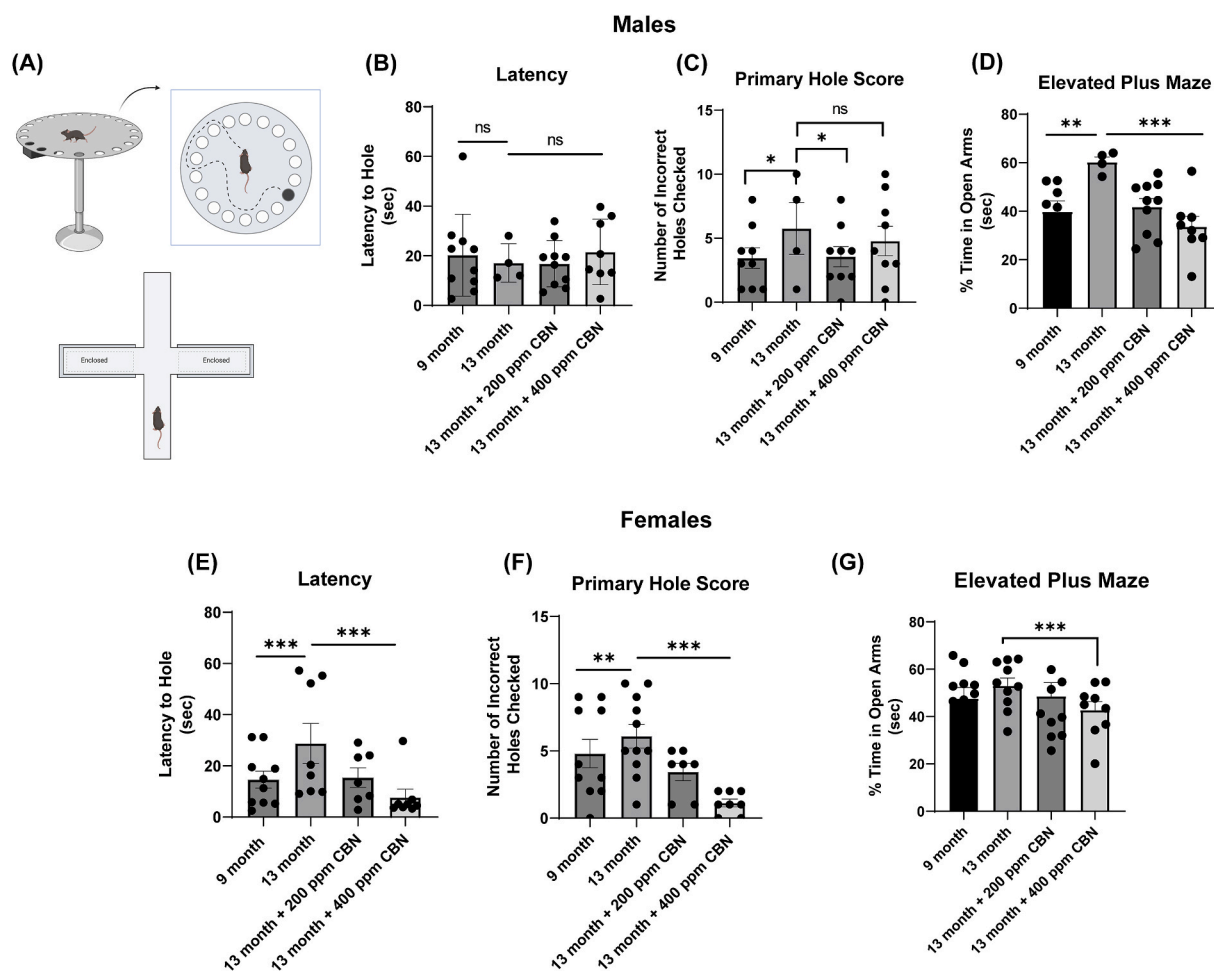 Males
(A)
Enclosed
Enclosed
(B)
Latency
Latency to Hole
(sec)
80
60
40
20
0
ns
ns
9 month
13 month
13 month + 200 ppm CBN
13 month + 400 ppm CBN
(C)
Primary Hole Score
Number of Incorrect
Holes Checked
15
10
5
0
*
*
ns
9 month
13 month
13 month + 200 ppm CBN
13 month + 400 ppm CBN
(D)
Elevated Plus Maze
% Time in Open Arms
(sec)
80
60
40
20
0
**
***
9 month
13 month
13 month + 200 ppm CBN
13 month + 400 ppm CBN
Females
(E)
Latency
Latency to Hole
(sec)
80
60
40
20
0
***
***
9 month
13 month
13 month + 200 ppm CBN
13 month + 400 ppm CBN
(F)
Primary Hole Score
Number of Incorrect
Holes Checked
15
10
5
0
**
***
9 month
13 month
13 month + 200 ppm CBN
13 month + 400 ppm CBN
(G)
Elevated Plus Maze
% Time in Open Arms
(sec)
80
60
40
20
0
***
9 month
13 month
13 month + 200 ppm CBN
13 month + 400 ppm CBN